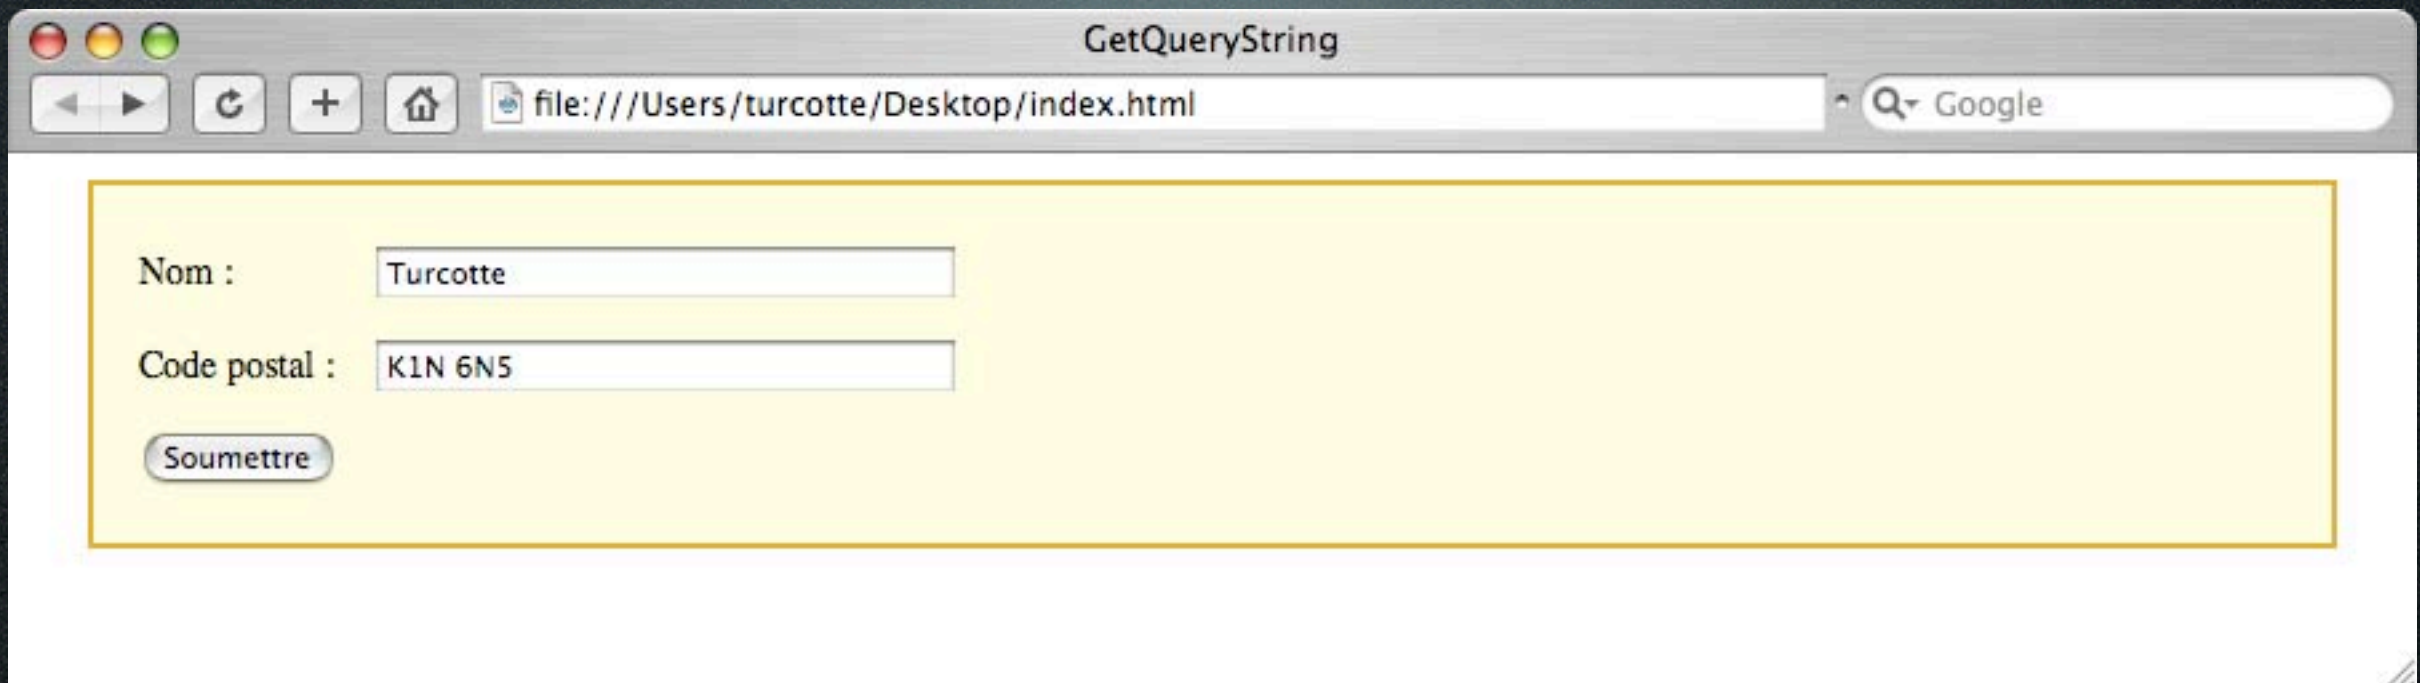 GetQueryString
file:///Users/turcotte/Desktop/index.html
Google
Nom :
Turcotte
Code postal :
K1N 6N5
Soumettre